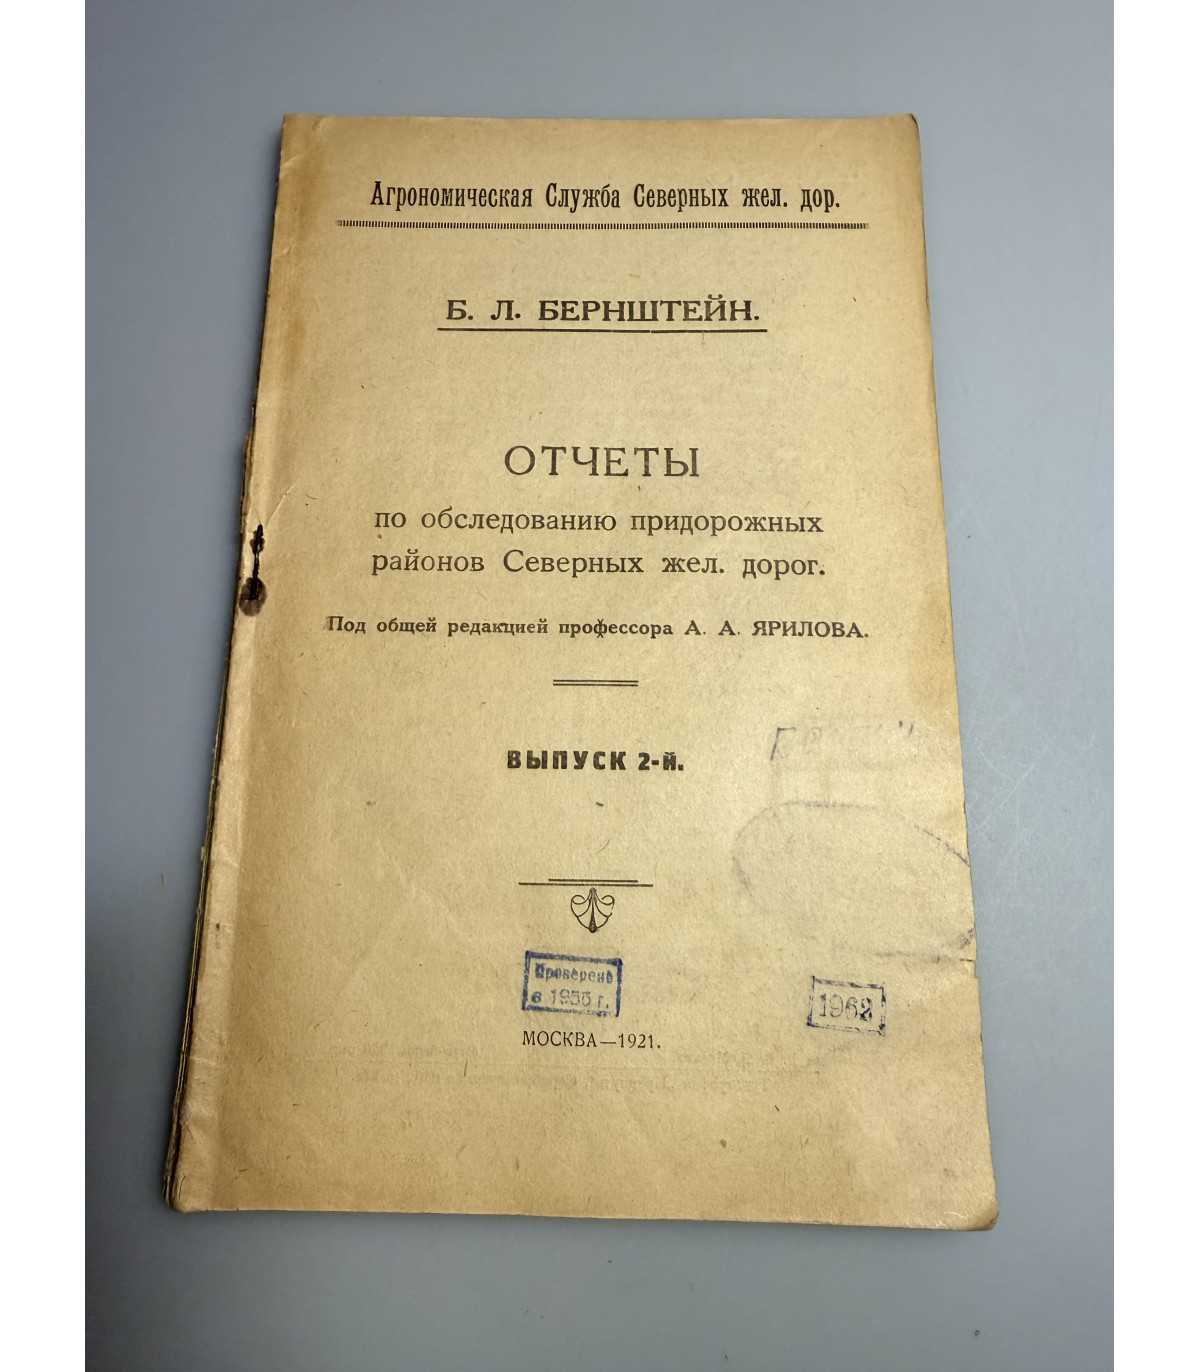 Агрономическая Служба Северных жел. дор.
Б. Л. БЕРНШТЕЙН.
ОТЧЕТЫ
по обследованию придорожных
районов Северных жел. дорог.
Под общей редакцией профессора А. А. ЯРИЛОВА.
ВЫПУСК 2-й.
Проверено
в 1955 г.
1962
МОСКВА—1921.